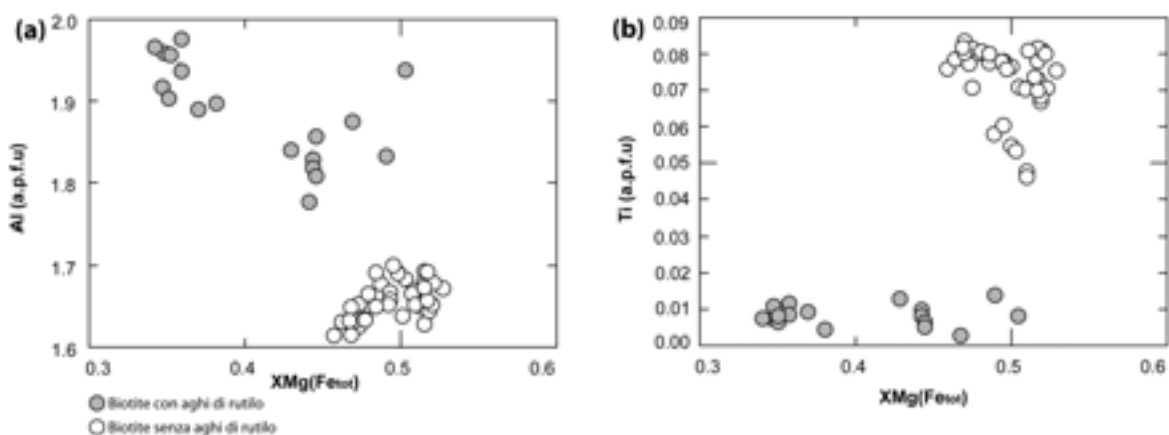 (a)
2.0
1.9
1.8
1.7
1.6
Al (a.p.f.u)
0.3 0.4 0.5 0.6
XMg(Fetot)
Biotite con aghi di rutilo
Biotite senza aghi di rutilo
(b)
0.09
0.08
0.07
0.06
0.05
0.04
0.03
0.02
0.01
0.00
Ti (a.p.f.u)
0.3 0.4 0.5 0.6
XMg(Fetot)